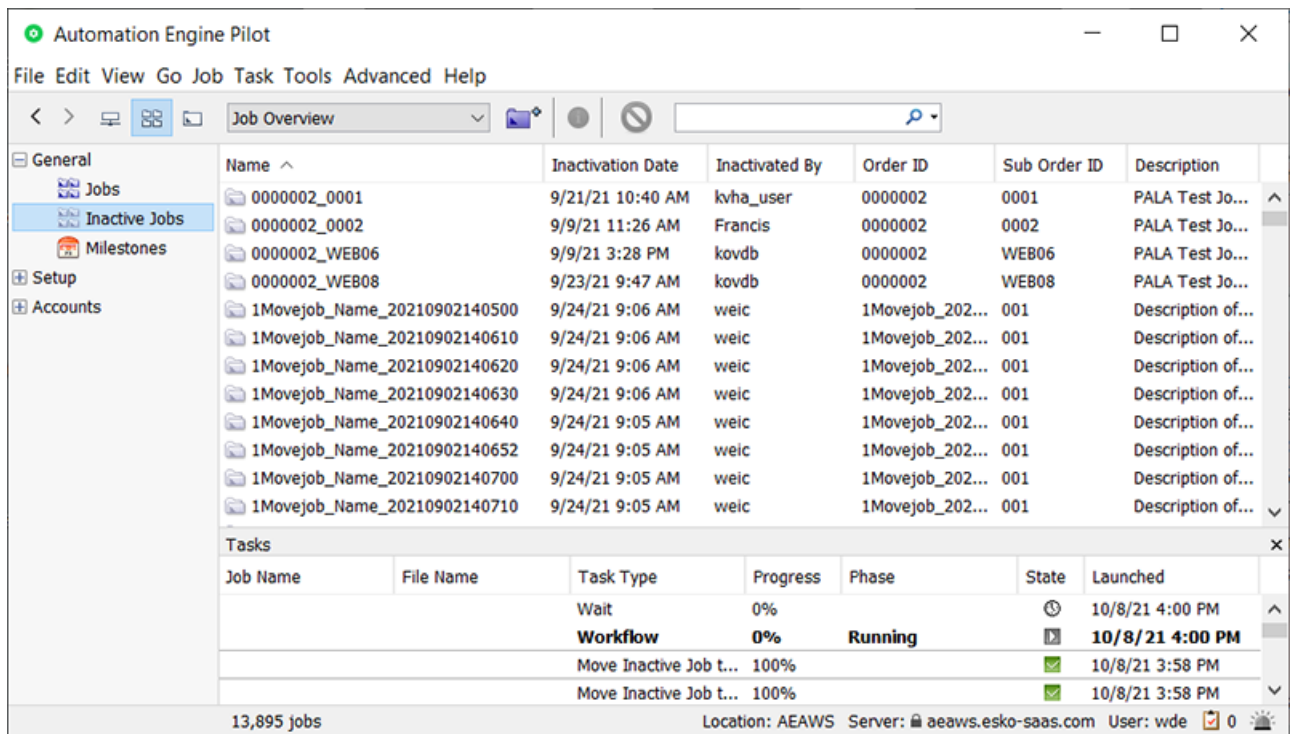 Automation Engine Pilot
File Edit View Go Job Task Tools Advanced Help
Job Overview
General
Jobs
Inactive Jobs
Milestones
Setup
Accounts
Name Inactivation Date Inactivated By Order ID Sub Order ID Description
0000002_0001 9/21/21 10:40 AM kvha_user 0000002 0001 PALA Test Jo...
0000002_0002 9/9/21 11:26 AM Francis 0000002 0002 PALA Test Jo...
0000002_WEB06 9/9/21 3:28 PM kovdb 0000002 WEB06 PALA Test Jo...
0000002_WEB08 9/23/21 9:47 AM kovdb 0000002 WEB08 PALA Test Jo...
1Movejob_Name_20210902140500 9/24/21 9:06 AM weic 1Movejob_202... 001 Description of...
1Movejob_Name_20210902140610 9/24/21 9:06 AM weic 1Movejob_202... 001 Description of...
1Movejob_Name_20210902140620 9/24/21 9:06 AM weic 1Movejob_202... 001 Description of...
1Movejob_Name_20210902140630 9/24/21 9:06 AM weic 1Movejob_202... 001 Description of...
1Movejob_Name_20210902140640 9/24/21 9:05 AM weic 1Movejob_202... 001 Description of...
1Movejob_Name_20210902140652 9/24/21 9:05 AM weic 1Movejob_202... 001 Description of...
1Movejob_Name_20210902140700 9/24/21 9:05 AM weic 1Movejob_202... 001 Description of...
1Movejob_Name_20210902140710 9/24/21 9:05 AM weic 1Movejob_202... 001 Description of...
Tasks
Job Name File Name Task Type Progress Phase State Launched
Wait 0% 10/8/21 4:00 PM
Workflow 0% Running 10/8/21 4:00 PM
Move Inactive Job t... 100% 10/8/21 3:58 PM
Move Inactive Job t... 100% 10/8/21 3:58 PM
13,895 jobs Location: AEAWS Server: aeaws.esko-saas.com User: wde 0